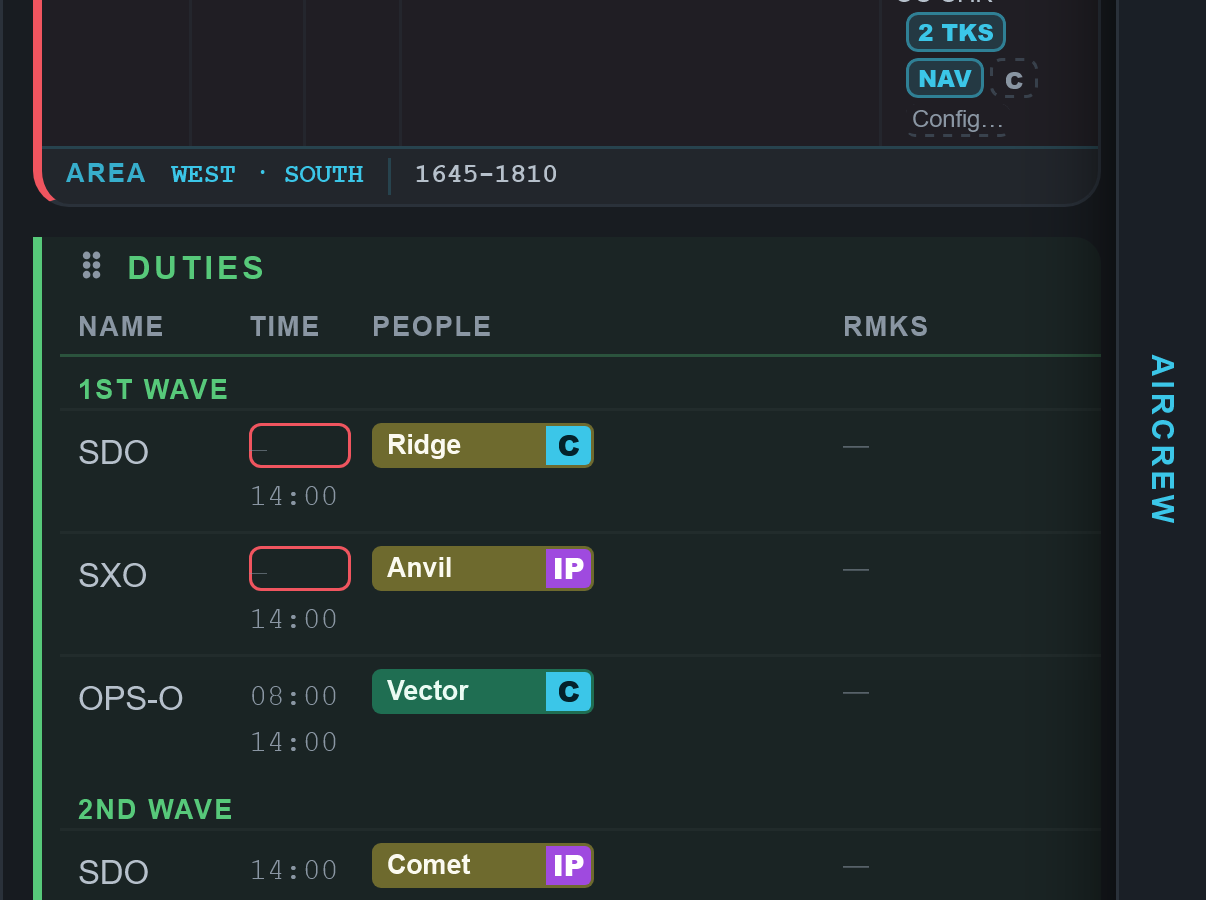 2 TKS
NAV C
Config...
AREA WEST · SOUTH 1645–1810
DUTIES
NAME TIME PEOPLE RMKS
1ST WAVE
SDO — Ridge C —
14:00
SXO — Anvil IP —
14:00
OPS-O 08:00 Vector C —
14:00
2ND WAVE
SDO 14:00 Comet IP —
AIRCREW